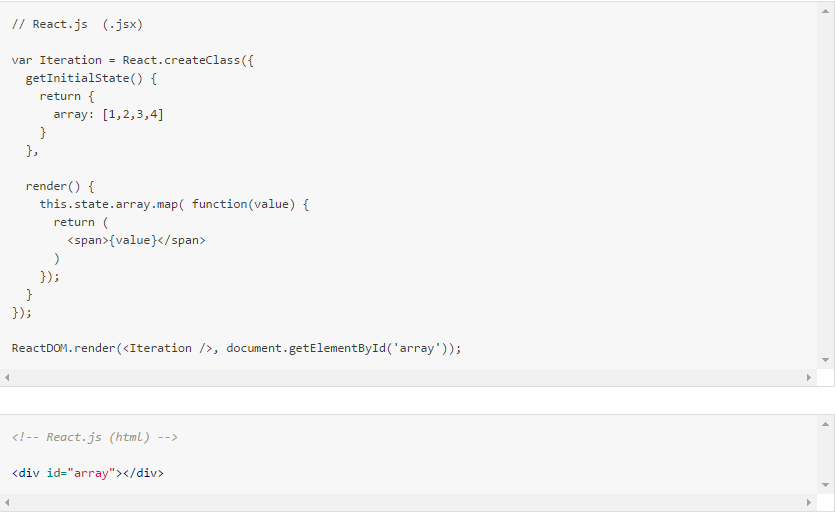 // React.js  (.jsx)
var Iteration = React.createClass({
  getInitialState() {
    return {
      array: [1,2,3,4]
    }
  },
  render() {
    this.state.array.map( function(value) {
      return (
        <span>{value}</span>
      )
    });
  }
});
ReactDOM.render(<Iteration />, document.getElementById('array'));
<!-- React.js (html) -->
<div id="array"></div>